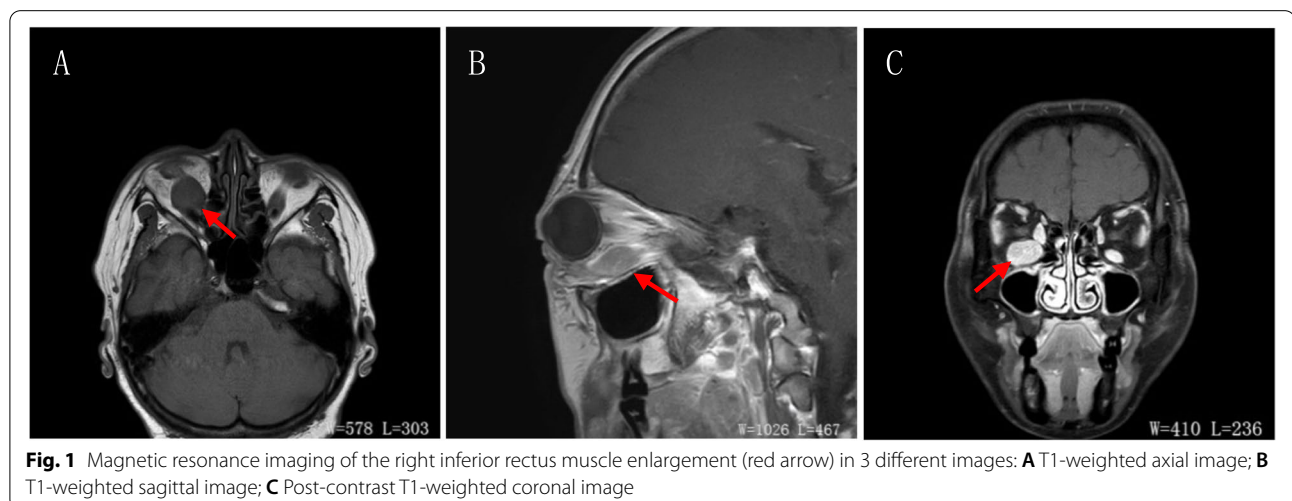 A
B
C
W=578 L=303
W=1026 L=467
W=410 L=236
Fig. 1 Magnetic resonance imaging of the right inferior rectus muscle enlargement (red arrow) in 3 different images: A T1-weighted axial image; B
T1-weighted sagittal image; C Post-contrast T1-weighted coronal image